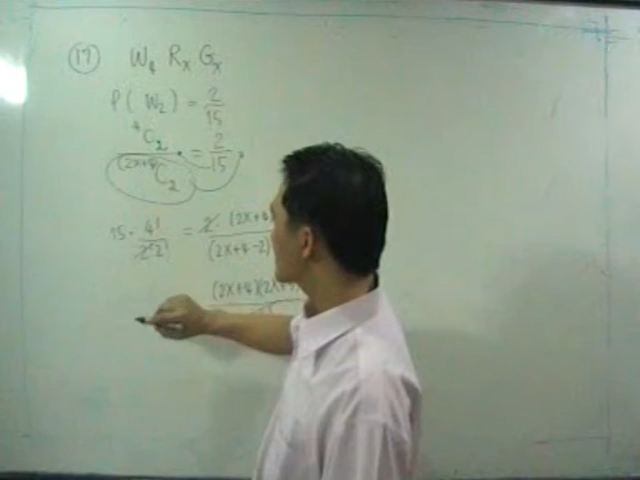 17 W₄ Rₓ Gₓ
P( W₂ ) = 2/15
⁴C₂ / (2x+4)C₂ = 2/15
15 · 4! / 2! 2! = 2 · (2x+4) / (2x+4-2)
(2x+4)(2x+